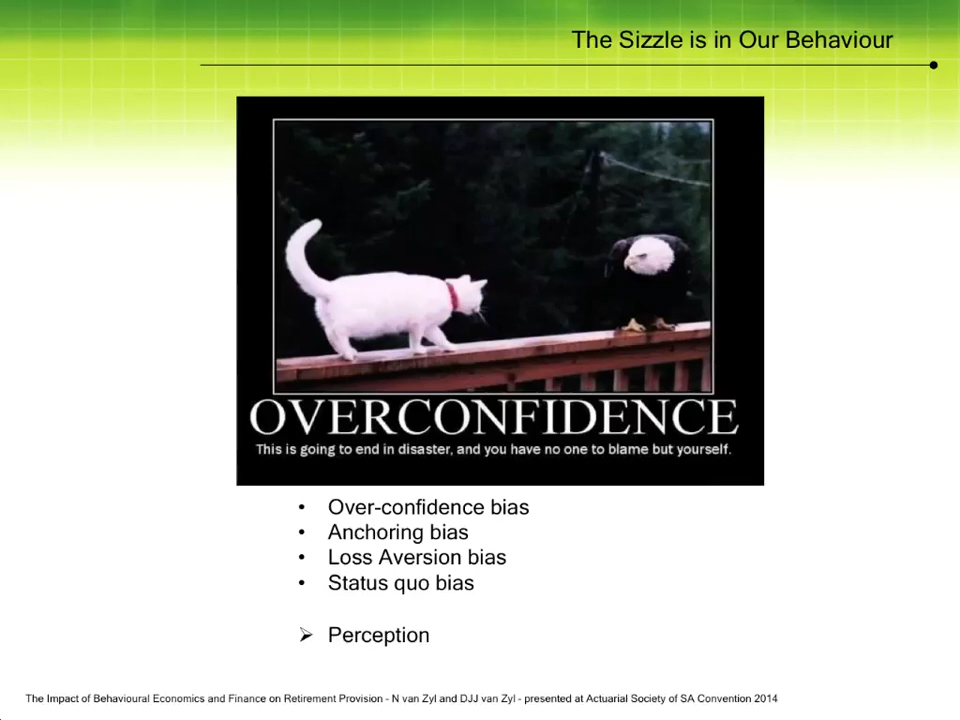 The Sizzle is in Our Behaviour
OVERCONFIDENCE
This is going to end in disaster, and you have no one to blame but yourself.
• Over-confidence bias
• Anchoring bias
• Loss Aversion bias
• Status quo bias
➢ Perception
The Impact of Behavioural Economics and Finance on Retirement Provision - N van Zyl and DJJ van Zyl - presented at Actuarial Society of SA Convention 2014